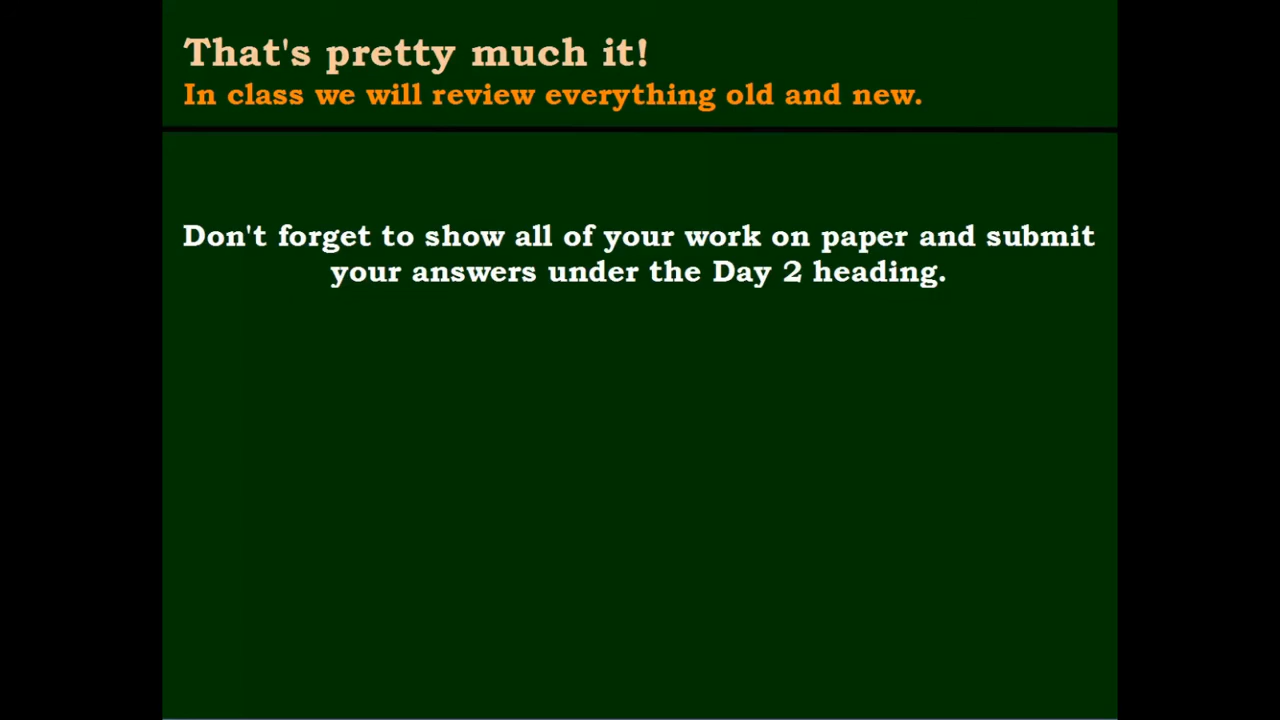 That's pretty much it!
In class we will review everything old and new.
Don't forget to show all of your work on paper and submit
your answers under the Day 2 heading.